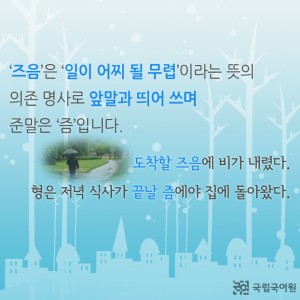 ‘즈음’은 ‘일이 어찌 될 무렵’이라는 뜻의
의존 명사로 앞말과 띄어 쓰며
준말은 ‘즘’입니다.
도착할 즈음에 비가 내렸다.
형은 저녁 식사가 끝날 즘에야 집에 돌아왔다.
국립국어원